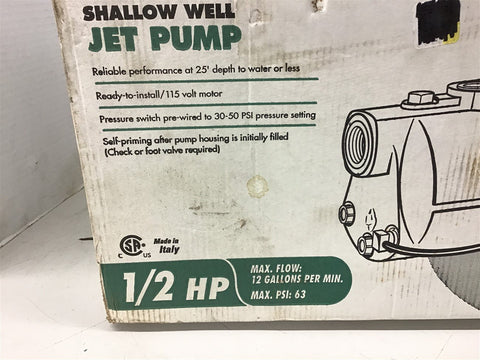 SHALLOW WELL
JET PUMP
Reliable performance at 25' depth to water or less
Ready-to-install/115 volt motor
Pressure switch pre-wired to 30-50 PSI pressure setting
Self-priming after pump housing is initially filled
(Check or foot valve required)
CSA
C US
Made in
Italy
1/2 HP
MAX. FLOW:
12 GALLONS PER MIN.
MAX. PSI: 63